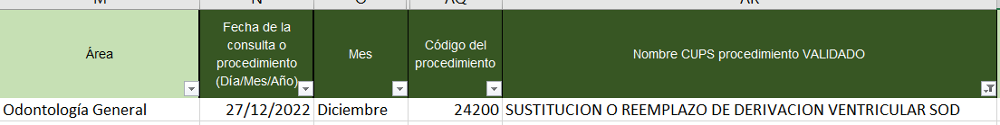 M N O AQ AR
Área
Fecha de la
consulta o
procedimiento
(Día/Mes/Año)
Mes
Código del
procedimiento
Nombre CUPS procedimiento VALIDADO
Odontología General 27/12/2022 Diciembre 24200 SUSTITUCION O REEMPLAZO DE DERIVACION VENTRICULAR SOD